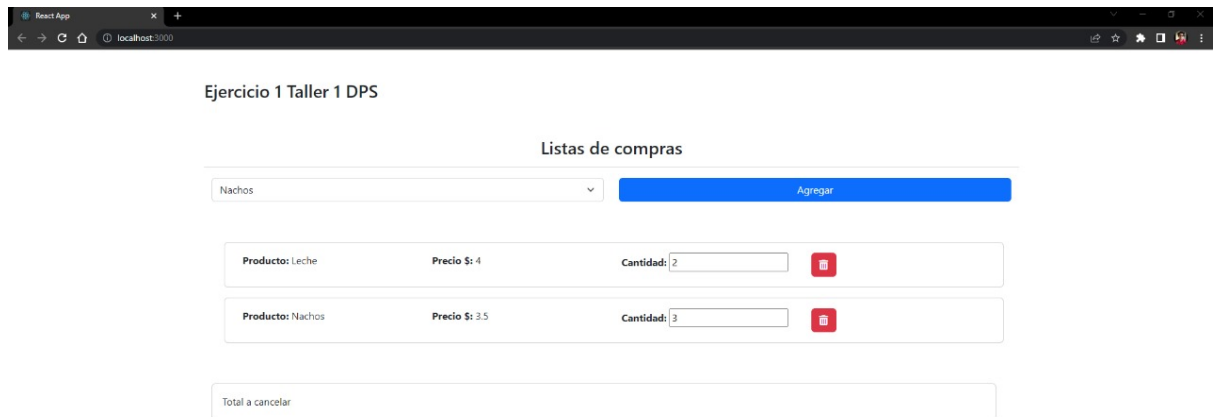 React App
localhost:3000
Ejercicio 1 Taller 1 DPS
Listas de compras
Nachos Agregar
Producto: Leche Precio $: 4 Cantidad: 2
Producto: Nachos Precio $: 3.5 Cantidad: 3
Total a cancelar